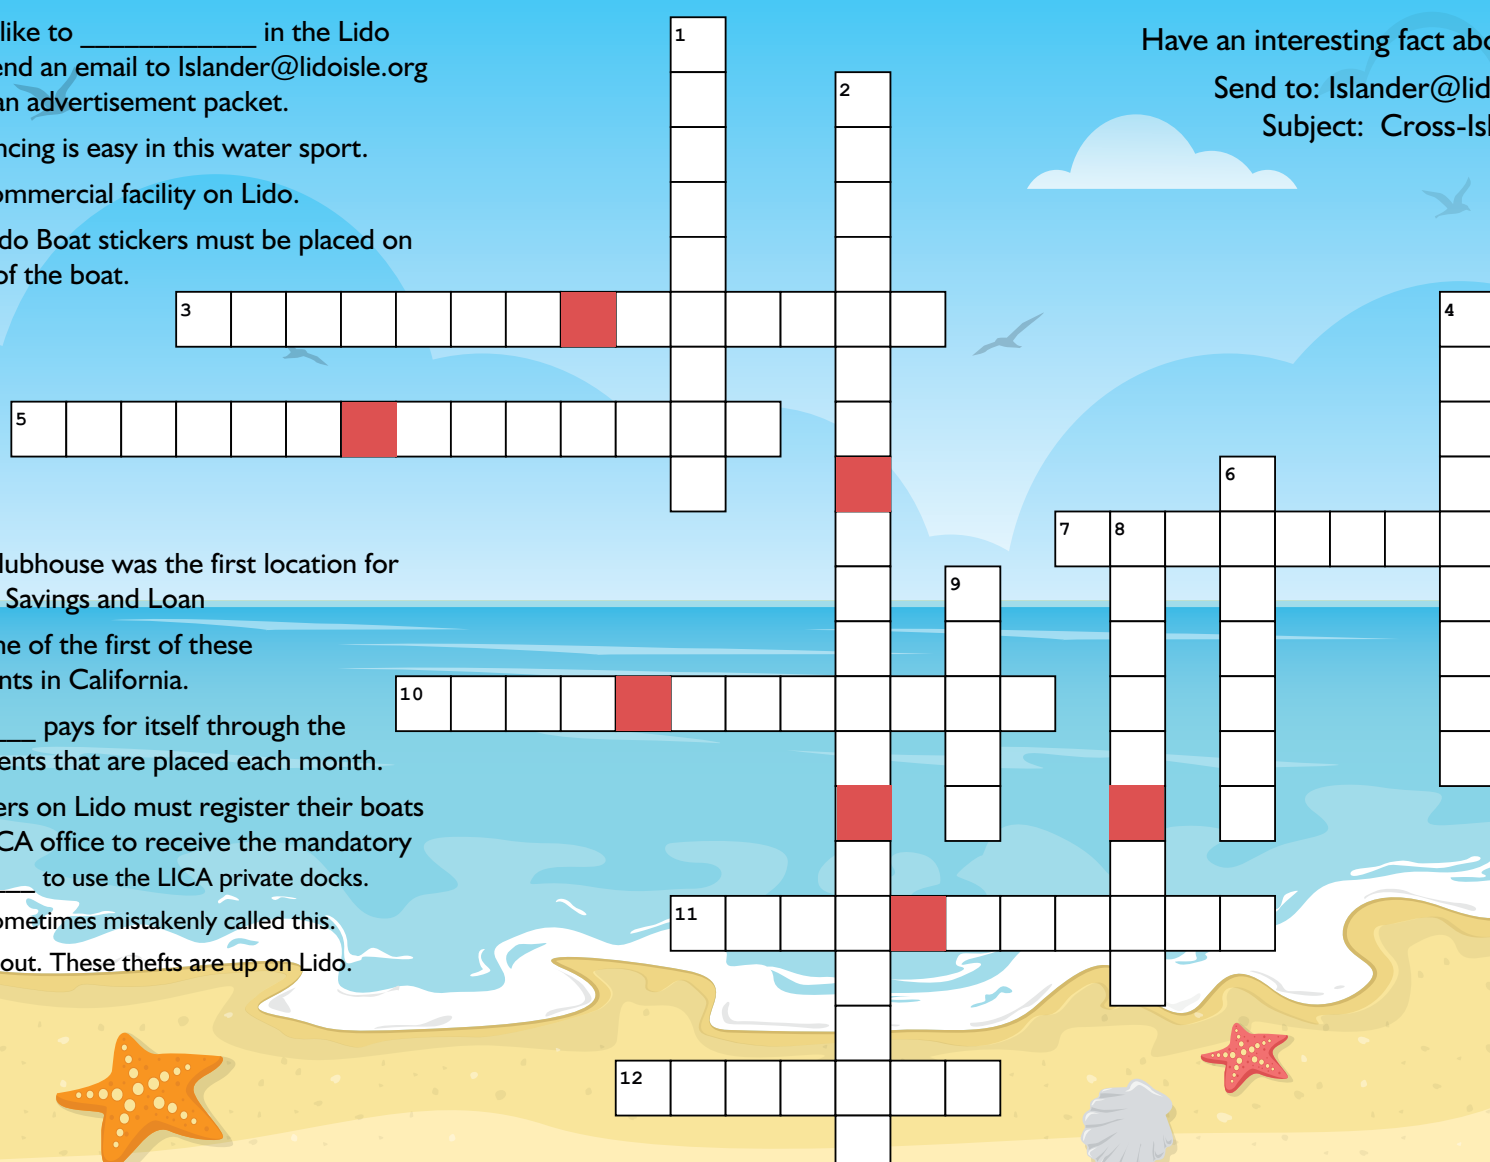 like to ____________ in the Lido
end an email to Islander@lidoisle.org
an advertisement packet.
ncing is easy in this water sport.
ommercial facility on Lido.
do Boat stickers must be placed on
of the boat.
Have an interesting fact abo
Send to: Islander@lid
Subject: Cross-Isl
1
2
3
4
5
6
7
8
9
10
11
12
lubhouse was the first location for
Savings and Loan
ne of the first of these
nts in California.
___ pays for itself through the
ents that are placed each month.
ers on Lido must register their boats
CA office to receive the mandatory
___ to use the LICA private docks.
ometimes mistakenly called this.
out. These thefts are up on Lido.